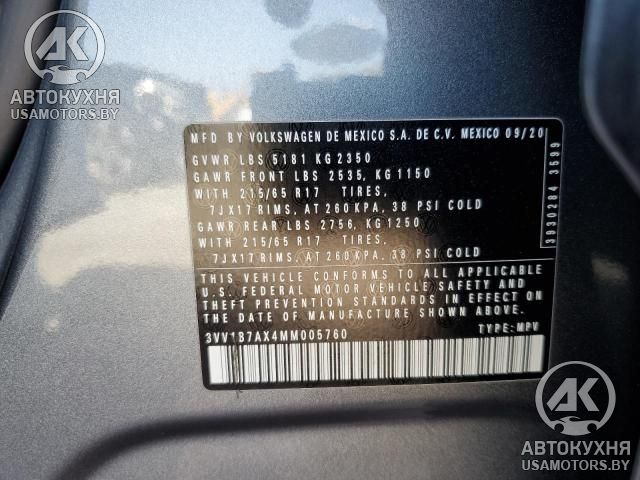 AK
АВТОКУХНЯ
USAMOTORS.BY
MFD BY VOLKSWAGEN DE MEXICO S.A. DE C.V. MEXICO 09/20
GVWR LBS 5181 KG 2350
GAWR FRONT LBS 2535, KG 1150
WITH 215/65 R17 TIRES,
7JX17 RIMS, AT 260 KPA, 38 PSI COLD
GAWR REAR LBS 2756, KG 1250
WITH 215/65 R17 TIRES,
7JX17 RIMS, AT 260 KPA, 38 PSI COLD
THIS VEHICLE CONFORMS TO ALL APPLICABLE
U.S. FEDERAL MOTOR VEHICLE SAFETY AND
THEFT PREVENTION STANDARDS IN EFFECT ON
THE DATE OF MANUFACTURE SHOWN ABOVE.
3VV1B7AX4MM005760 TYPE: MPV
3930284 3599
AK
АВТОКУХНЯ
USAMOTORS.BY